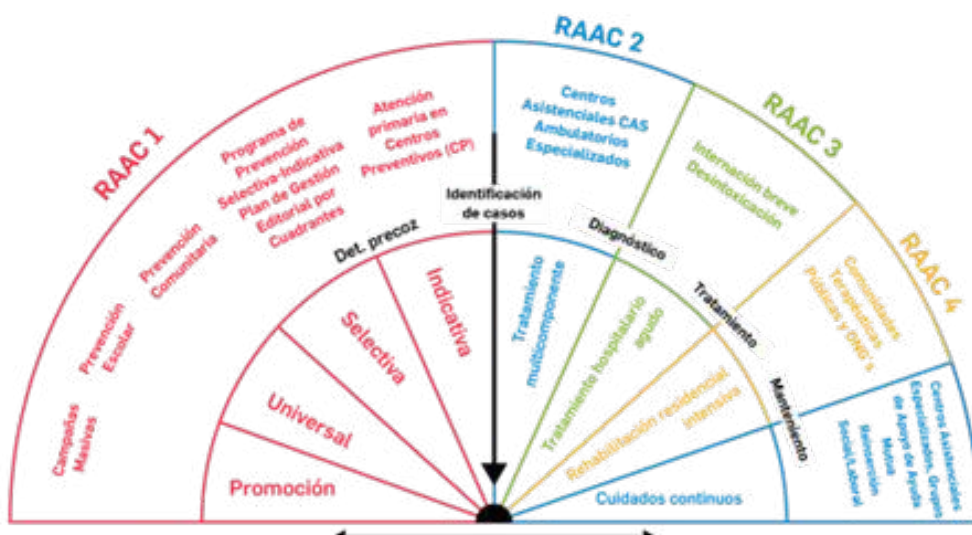 RAAC 1
RAAC 2
RAAC 3
RAAC 4
Campañas
Masivas
Prevención
Escolar
Prevención
Comunitaria
Programa de
Prevención
Selectiva-Indicativa
Plan de Gestión
Editorial por
Cuadrantes
Atención
primaria en
Centros
Preventivos (CP)
Centros
Asistenciales CAS
Ambulatorios
Especializados
Internación breve
Desintoxicación
Comunidades
Terapéuticas
Públicas y ONG´s
Centros Asistenciales
Especializados, Grupos
de Apoyo de Ayuda
Mutua
Reinserción
Social/Laboral
Det. precoz
Identificación
de casos
Diagnóstico
Tratamiento
Manteniento
Promoción
Universal
Selectiva
Indicativa
Tratamiento
multicomponente
Tratamiento hospitalario
agudo
Rehabilitación residencial
intensiva
Cuidados continuos